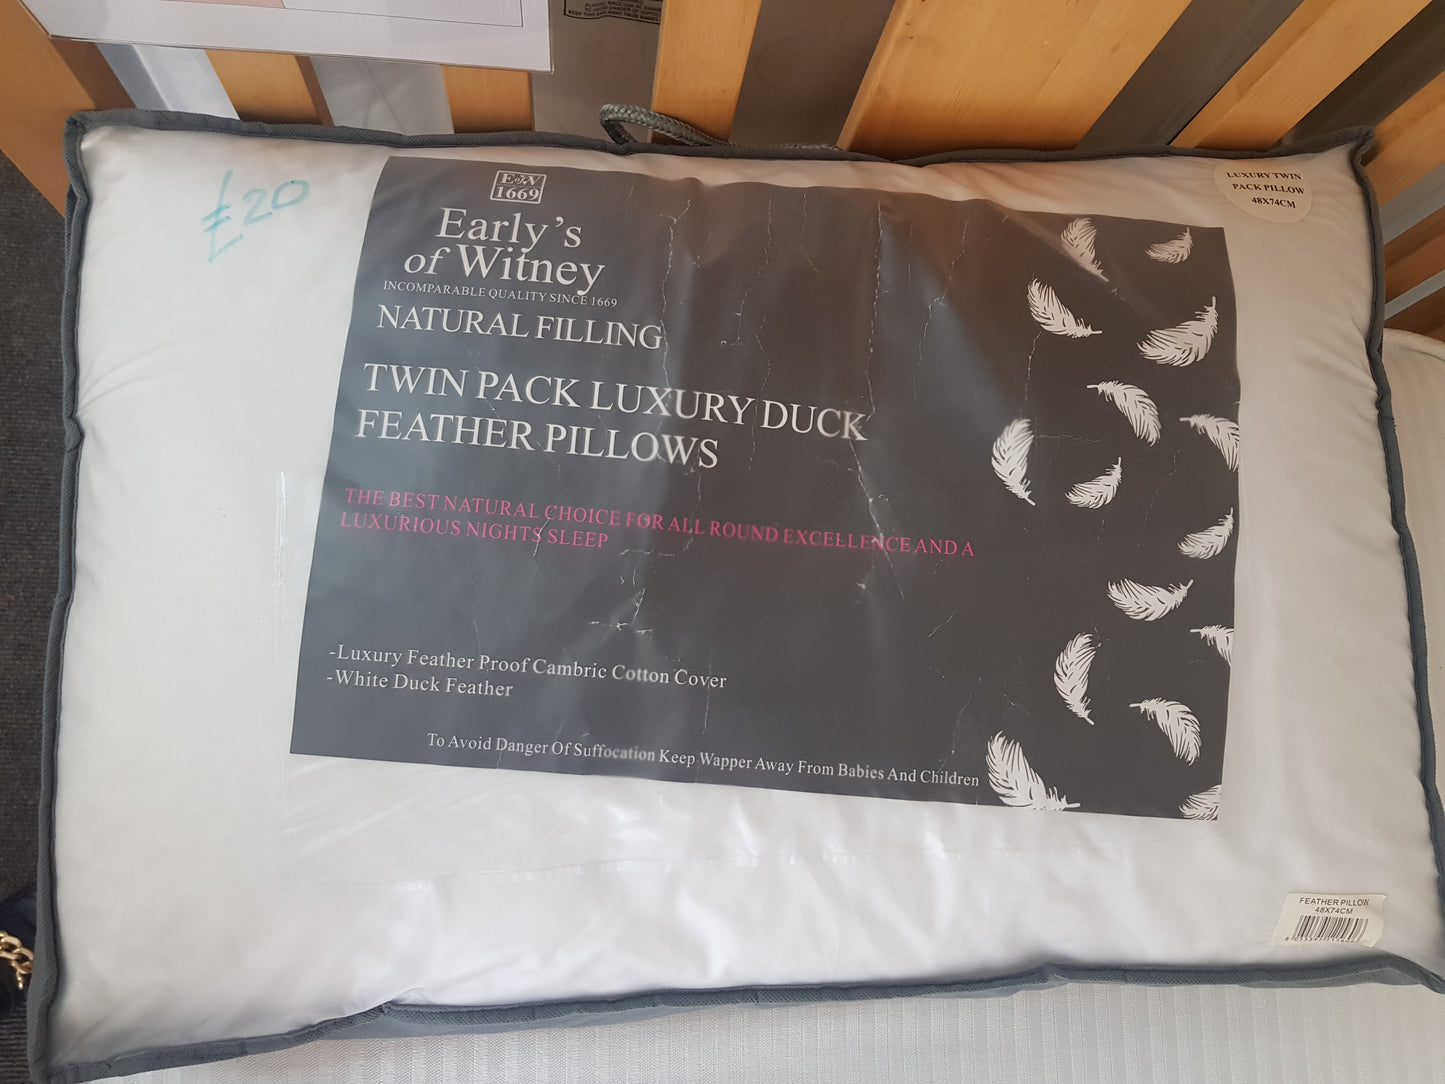 £20
E of W
1669
Early's
of Witney
INCOMPARABLE QUALITY SINCE 1669
NATURAL FILLING
TWIN PACK LUXURY DUCK
FEATHER PILLOWS
THE BEST NATURAL CHOICE FOR ALL ROUND EXCELLENCE AND A
LUXURIOUS NIGHTS SLEEP
-Luxury Feather Proof Cambric Cotton Cover
-White Duck Feather
To Avoid Danger Of Suffocation Keep Wapper Away From Babies And Children
LUXURY TWIN
PACK PILLOW
48X74CM
FEATHER PILLOW
48X74CM